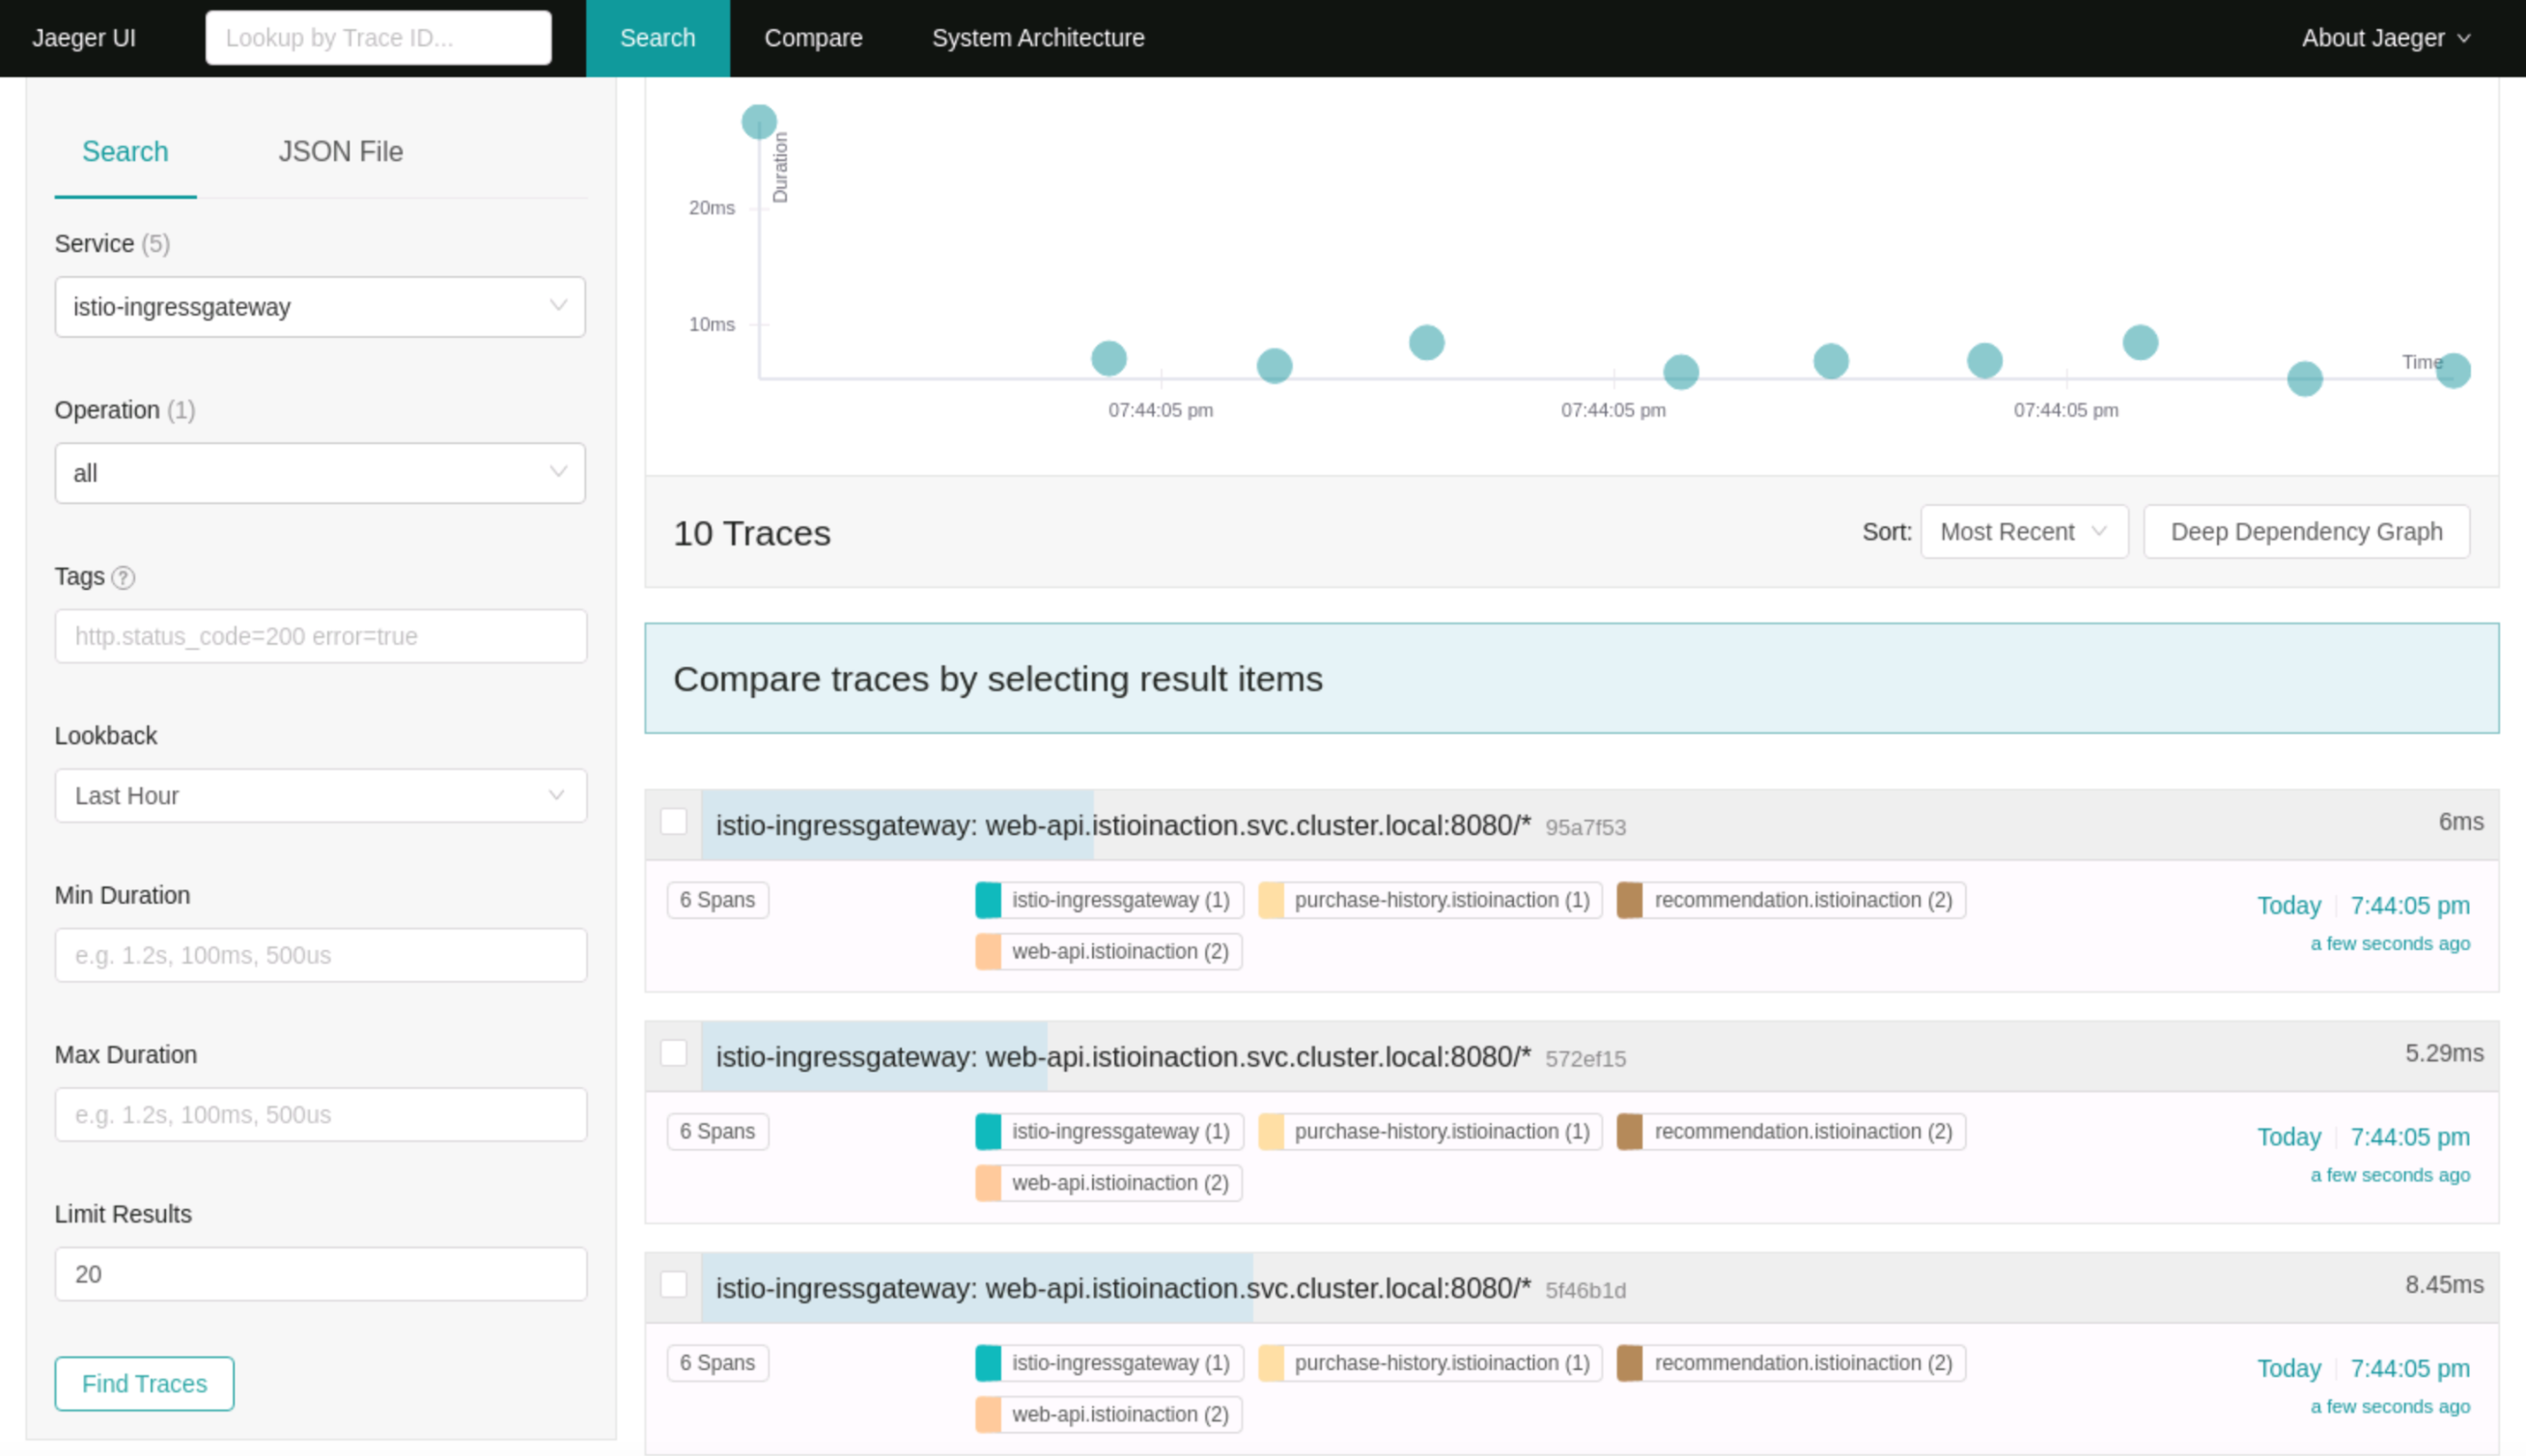 Jaeger UI
Lookup by Trace ID...
Search
Compare
System Architecture
About Jaeger
Search
JSON File
Service (5)
istio-ingressgateway
Operation (1)
all
Tags ?
http.status_code=200 error=true
Lookback
Last Hour
Min Duration
e.g. 1.2s, 100ms, 500us
Max Duration
e.g. 1.2s, 100ms, 500us
Limit Results
20
Find Traces
Duration
20ms
10ms
Time
07:44:05 pm
07:44:05 pm
07:44:05 pm
10 Traces
Sort:
Most Recent
Deep Dependency Graph
Compare traces by selecting result items
istio-ingressgateway: web-api.istioinaction.svc.cluster.local:8080/* 95a7f53
6ms
6 Spans
istio-ingressgateway (1)
purchase-history.istioinaction (1)
recommendation.istioinaction (2)
web-api.istioinaction (2)
Today
7:44:05 pm
a few seconds ago
istio-ingressgateway: web-api.istioinaction.svc.cluster.local:8080/* 572ef15
5.29ms
6 Spans
istio-ingressgateway (1)
purchase-history.istioinaction (1)
recommendation.istioinaction (2)
web-api.istioinaction (2)
Today
7:44:05 pm
a few seconds ago
istio-ingressgateway: web-api.istioinaction.svc.cluster.local:8080/* 5f46b1d
8.45ms
6 Spans
istio-ingressgateway (1)
purchase-history.istioinaction (1)
recommendation.istioinaction (2)
web-api.istioinaction (2)
Today
7:44:05 pm
a few seconds ago